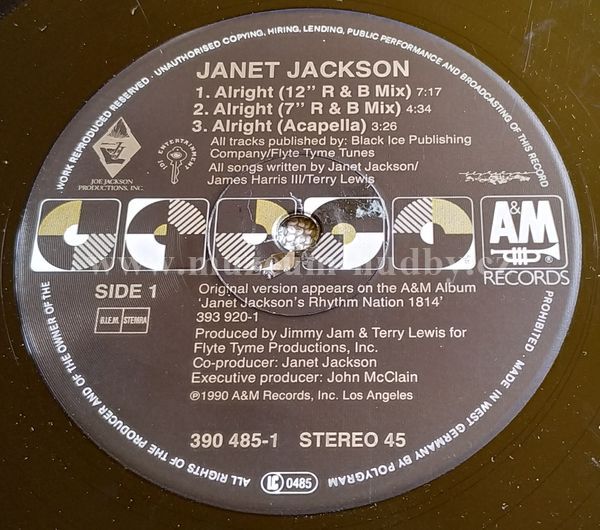 JANET JACKSON
1. Alright (12" R & B Mix) 7:17
2. Alright (7" R & B Mix) 4:34
3. Alright (Acapella) 3:26
All tracks published by: Black Ice Publishing
Company/Flyte Tyme Tunes
All songs written by Janet Jackson/
James Harris III/Terry Lewis
JOE JACKSON
PRODUCTIONS, INC.
JDJ ENTERTAINMENT
A&M
®
RECORDS
SIDE 1
B.I.E.M. STEMRA
Original version appears on the A&M Album
'Janet Jackson's Rhythm Nation 1814'
393 920-1
Produced by Jimmy Jam & Terry Lewis for
Flyte Tyme Productions, Inc.
Co-producer: Janet Jackson
Executive producer: John McClain
℗1990 A&M Records, Inc. Los Angeles
390 485-1 STEREO 45
LC 0485
ALL RIGHTS OF THE PRODUCER AND OF THE OWNER OF THE WORK REPRODUCED RESERVED · UNAUTHORISED COPYING, HIRING, LENDING, PUBLIC PERFORMANCE AND BROADCASTING OF THIS RECORD PROHIBITED · MADE IN WEST GERMANY BY POLYGRAM
www.muzeum-hudby.cz